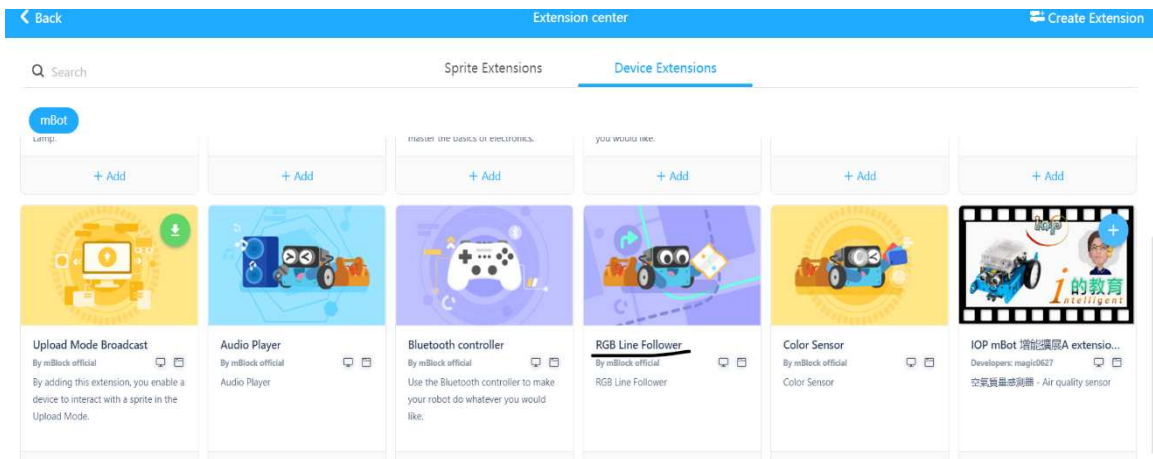 Back
Extension center
Create Extension
Search
Sprite Extensions
Device Extensions
mBot
Lamp.
master the basics of electronics.
you would like.
+ Add
+ Add
+ Add
+ Add
+ Add
+ Add
Upload Mode Broadcast
By mBlock official
By adding this extension, you enable a
device to interact with a sprite in the
Upload Mode.
Audio Player
By mBlock official
Audio Player
Bluetooth controller
By mBlock official
Use the Bluetooth controller to make
your robot do whatever you would
like.
RGB Line Follower
By mBlock official
RGB Line Follower
Color Sensor
By mBlock official
Color Sensor
iop
i的教育
intelligent
IOP mBot 增能擴展A extensio...
Developers: magic0627
空氣質量感測器 - Air quality sensor